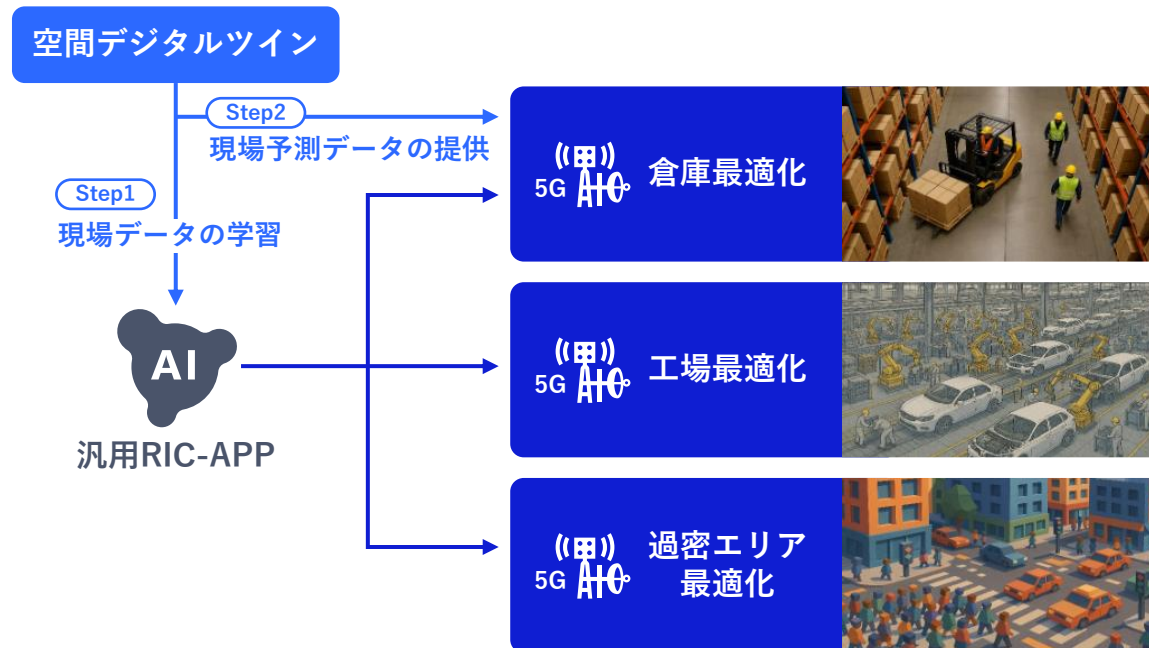 空間デジタルツイン
Step2
現場予測データの提供
Step1
現場データの学習
AI
汎用RIC-APP
5G
倉庫最適化
5G
工場最適化
5G
過密エリア
最適化